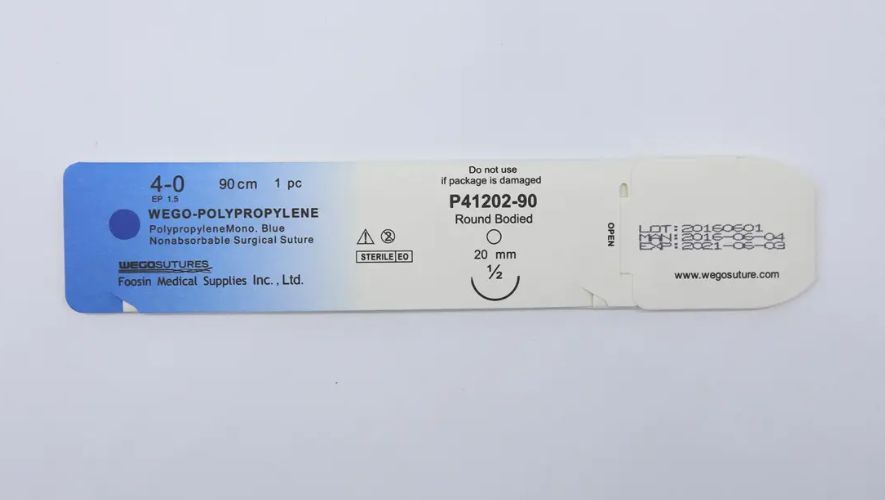 4-0 90cm 1 pc
EP 1.5
WEGO-POLYPROPYLENE
PolypropyleneMono. Blue
Nonabsorbable Surgical Suture
WEGOSUTURES
Foosin Medical Supplies Inc., Ltd.
2
STERILE EO
Do not use
if package is damaged
P41202-90
Round Bodied
20 mm
½
OPEN
LOT:20160601
MAN:2016-06-04
EXP:2021-06-03
www.wegosuture.com